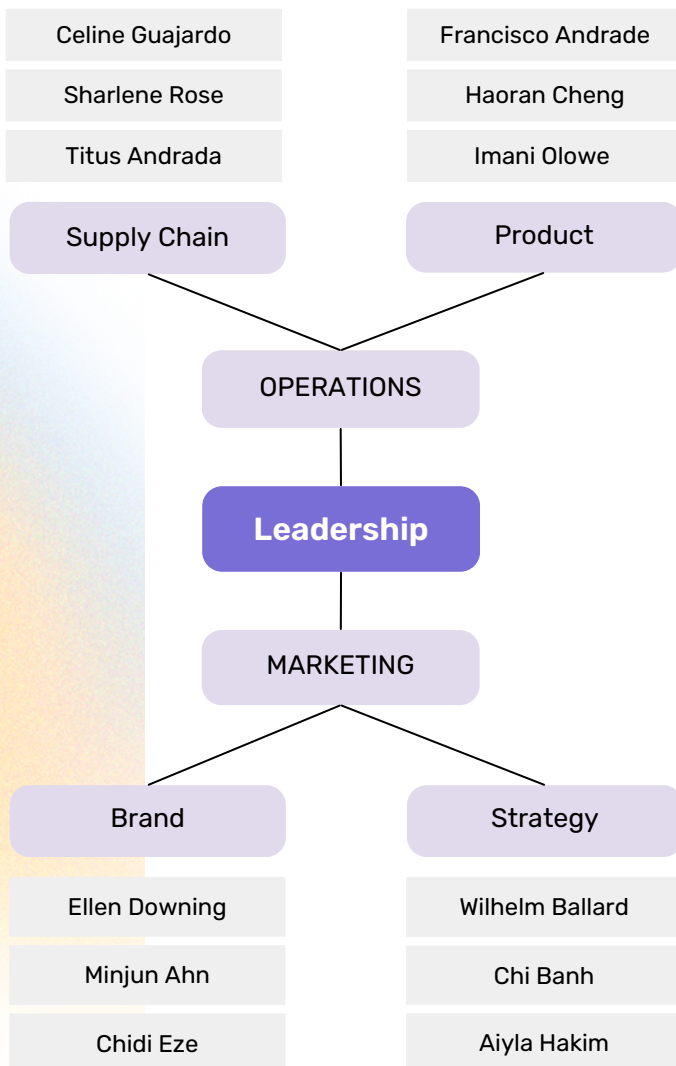 Celine Guajardo
Sharlene Rose
Titus Andrada
Supply Chain
Francisco Andrade
Haoran Cheng
Imani Olowe
Product
OPERATIONS
Leadership
MARKETING
Brand
Ellen Downing
Minjun Ahn
Chidi Eze
Strategy
Wilhelm Ballard
Chi Banh
Aiyla Hakim